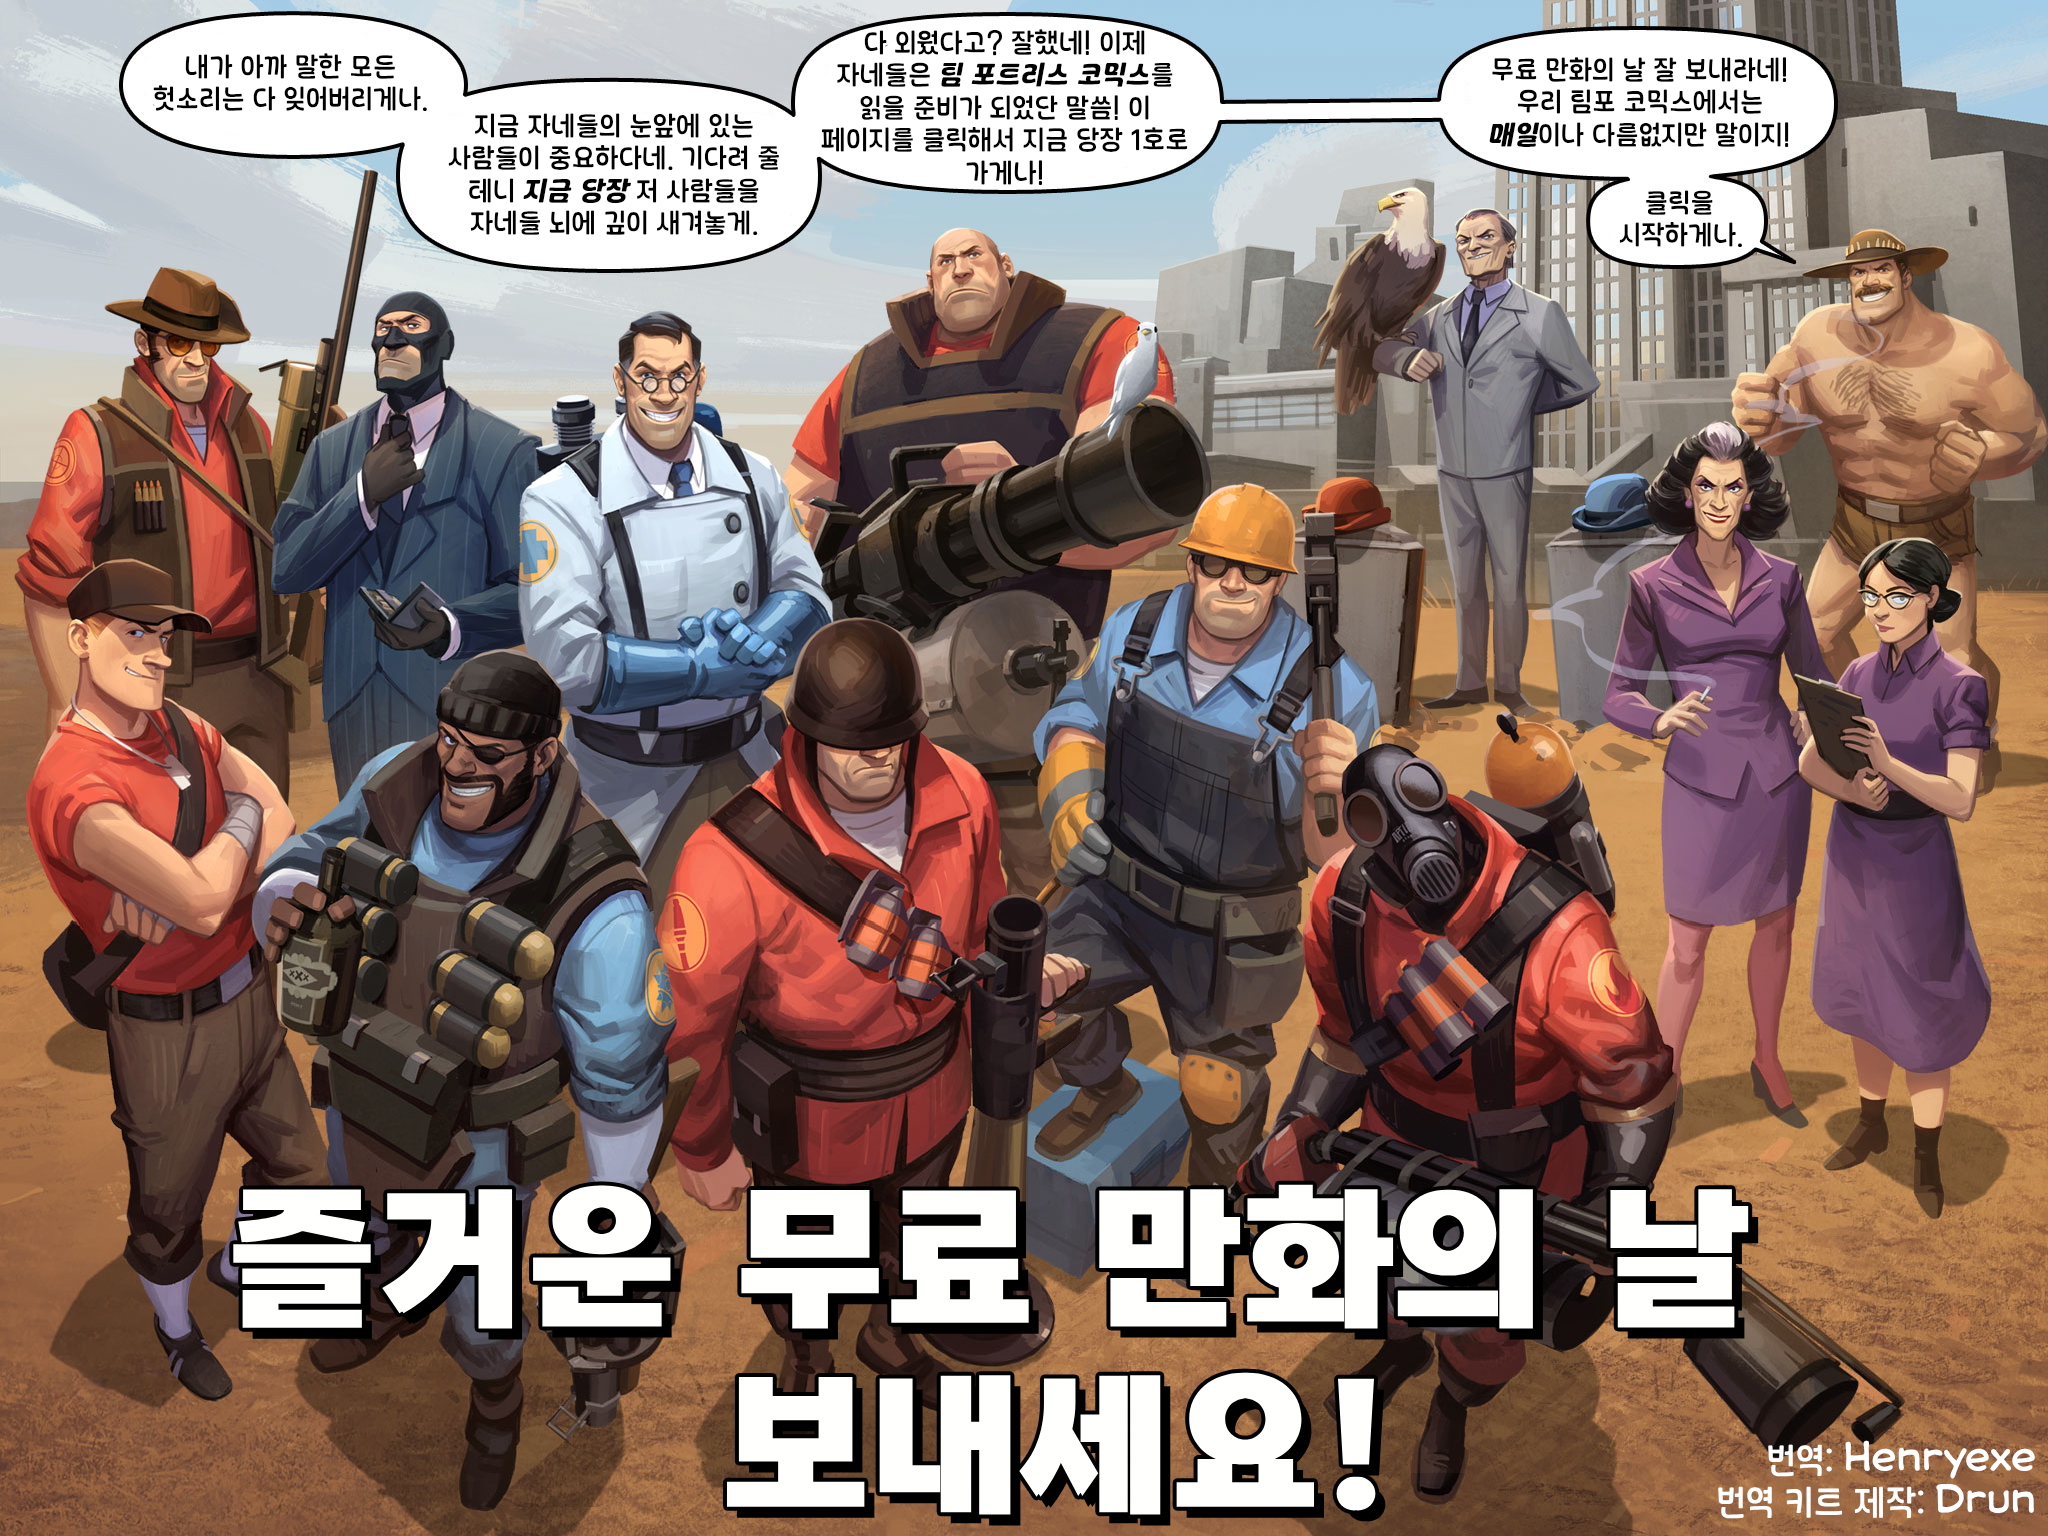 내가 아까 말한 모든
헛소리는 다 잊어버리게나.
지금 자네들의 눈앞에 있는
사람들이 중요하다네. 기다려 줄
테니 지금 당장 저 사람들을
자네들 뇌에 깊이 새겨놓게.
다 외웠다고? 잘했네! 이제
자네들은 팀 포트리스 코믹스를
읽을 준비가 되었단 말씀! 이
페이지를 클릭해서 지금 당장 1호로
가게나!
무료 만화의 날 잘 보내라네!
우리 팀포 코믹스에서는
매일이나 다름없지만 말이지!
클릭을
시작하게나.
XXX
즐거운 무료 만화의 날
보내세요!
번역: Henryexe
번역 키트 제작: Drun